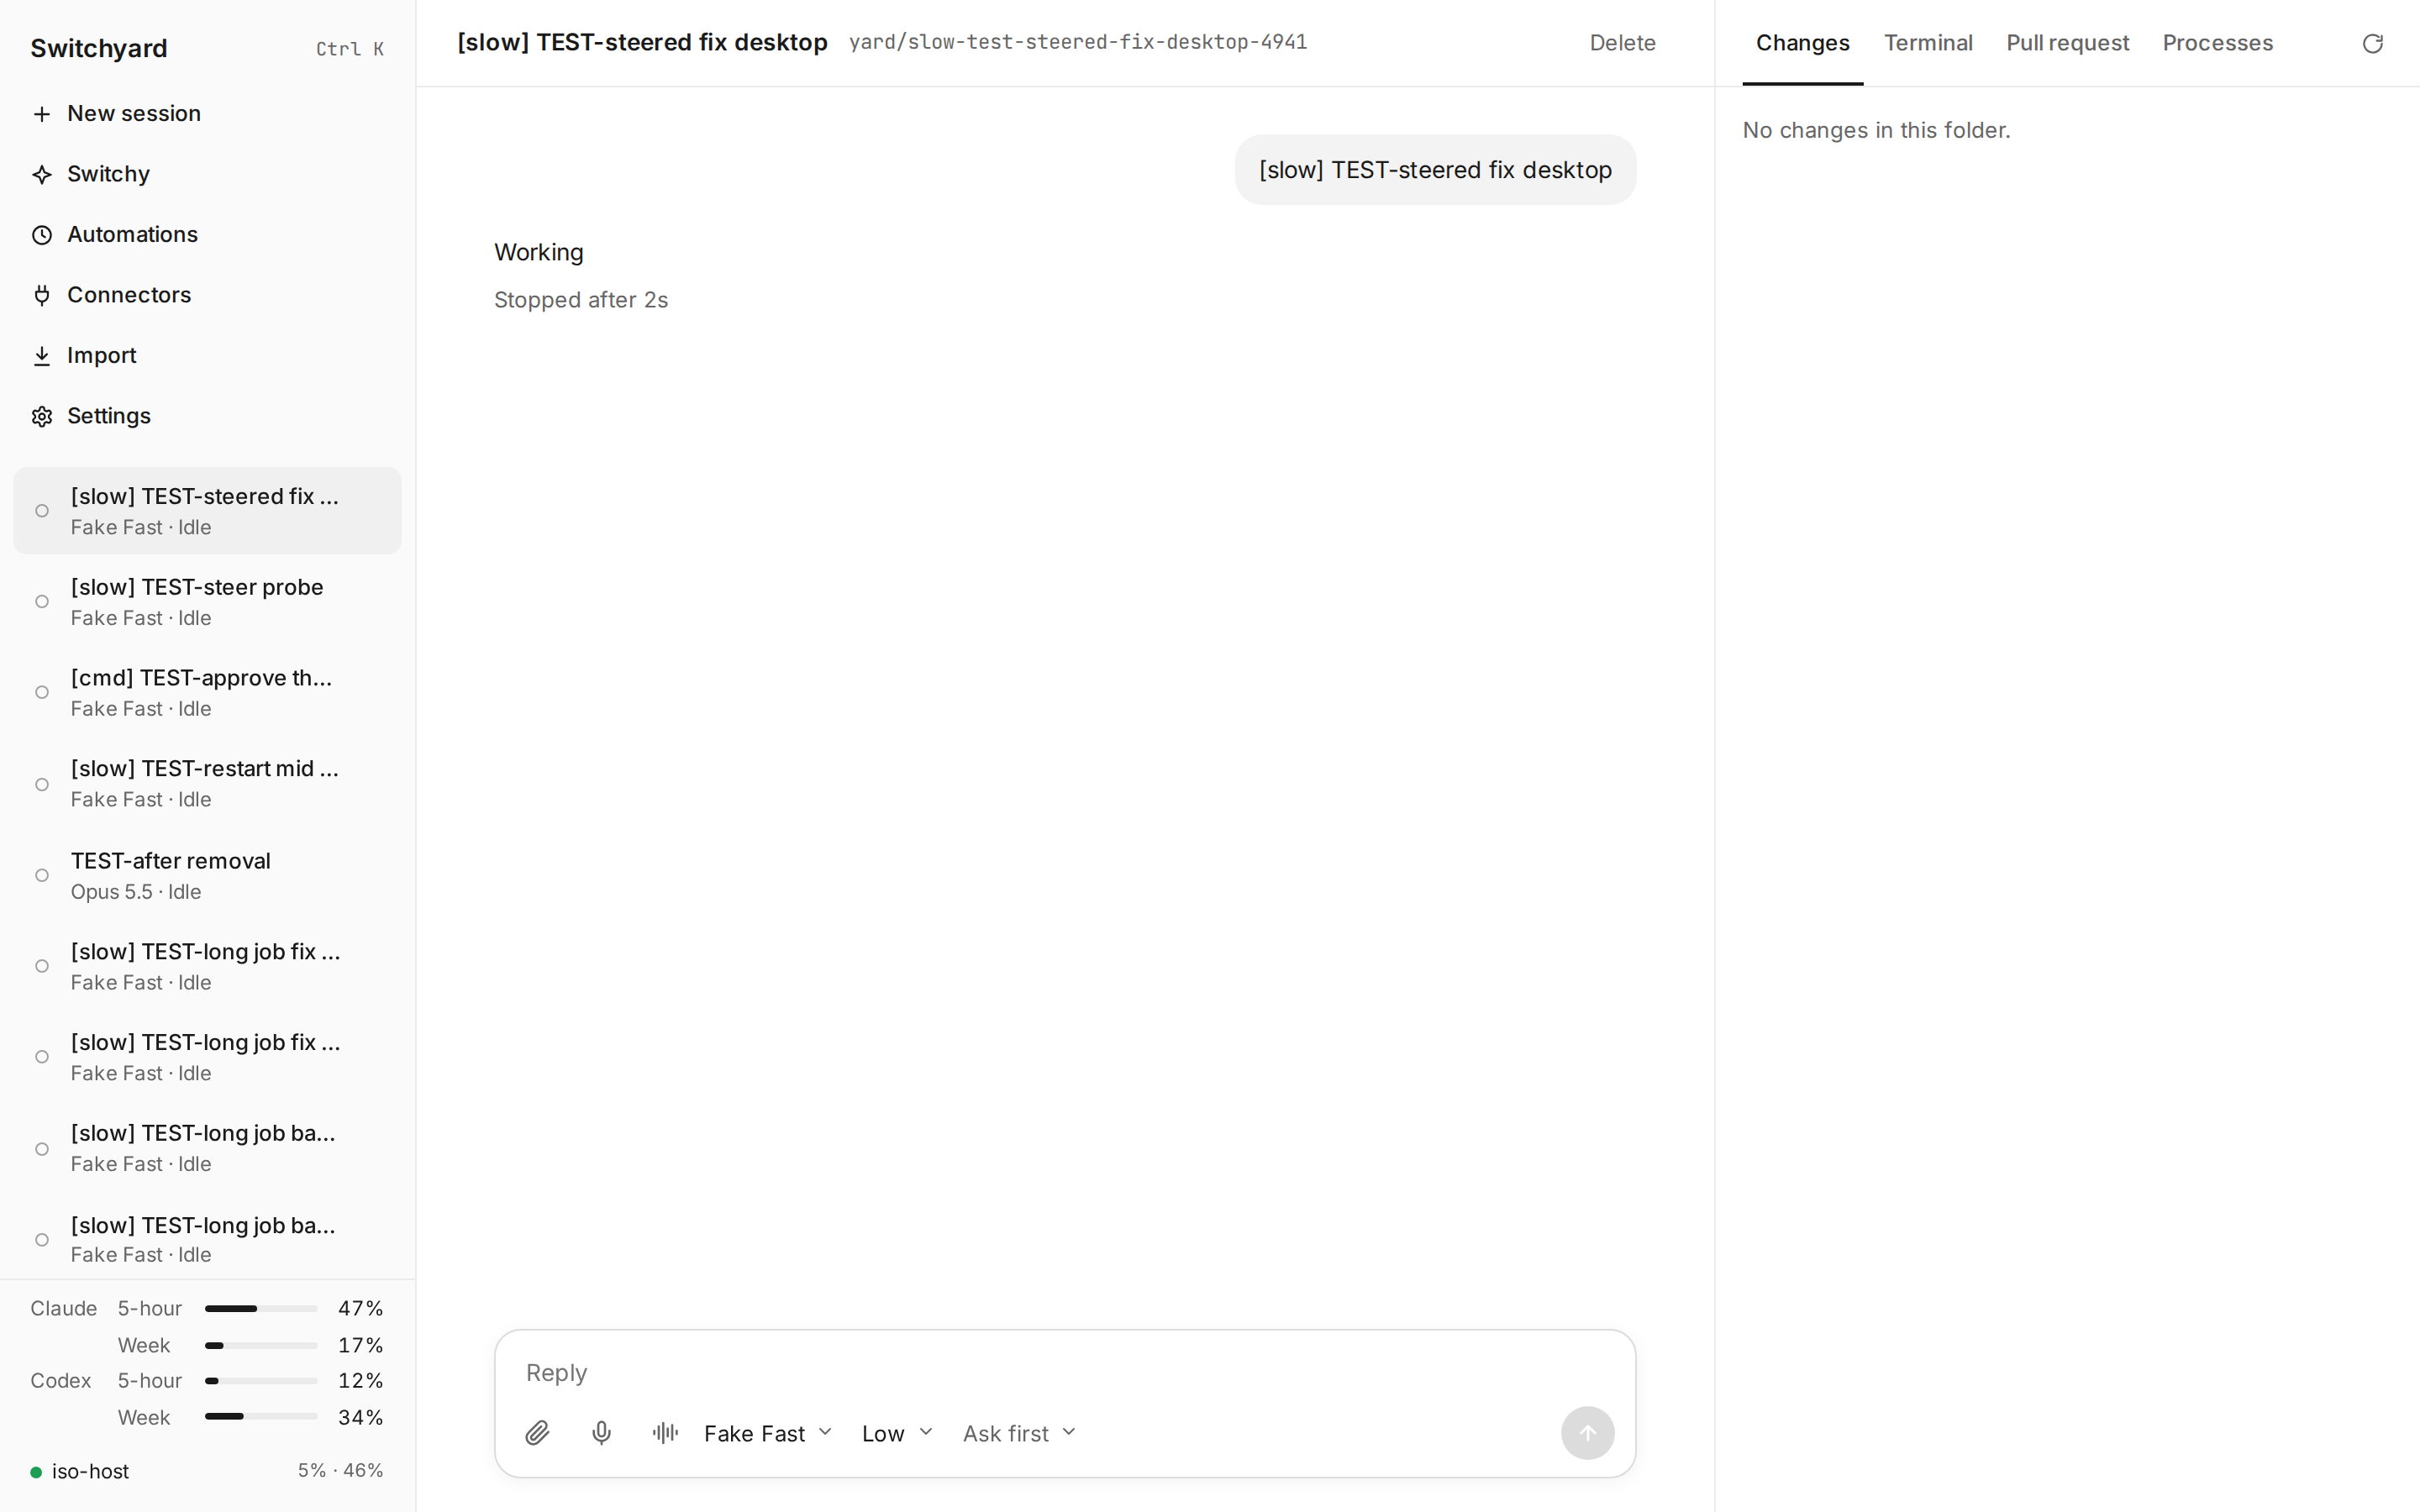 Switchyard Ctrl K
New session
Switchy
Automations
Connectors
Import
Settings
[slow] TEST-steered fix ...
Fake Fast · Idle
[slow] TEST-steer probe
Fake Fast · Idle
[cmd] TEST-approve th...
Fake Fast · Idle
[slow] TEST-restart mid ...
Fake Fast · Idle
TEST-after removal
Opus 5.5 · Idle
[slow] TEST-long job fix ...
Fake Fast · Idle
[slow] TEST-long job fix ...
Fake Fast · Idle
[slow] TEST-long job ba...
Fake Fast · Idle
[slow] TEST-long job ba...
Fake Fast · Idle
Claude 5-hour 47%
Week 17%
Codex 5-hour 12%
Week 34%
iso-host 5% · 46%
[slow] TEST-steered fix desktop yard/slow-test-steered-fix-desktop-4941 Delete
[slow] TEST-steered fix desktop
Working
Stopped after 2s
Reply
Fake Fast Low Ask first
Changes Terminal Pull request Processes
No changes in this folder.